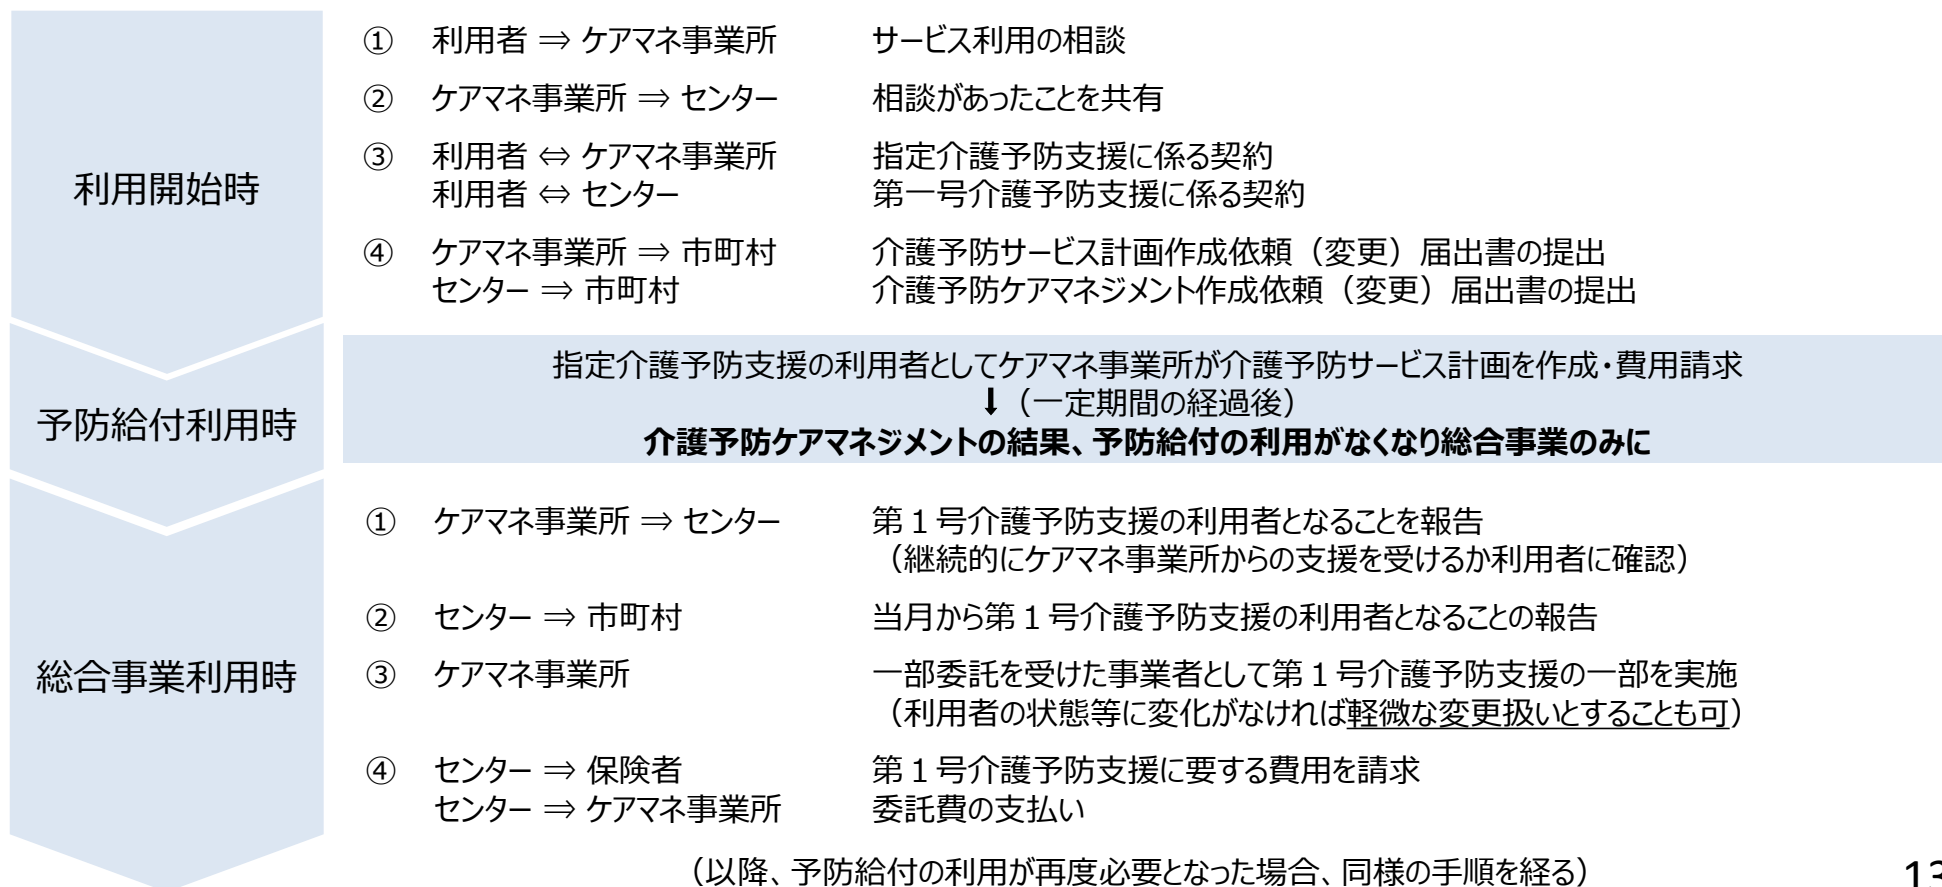 利用開始時
① 利用者 ⇒ ケアマネ事業所 サービス利用の相談
② ケアマネ事業所 ⇒ センター 相談があったことを共有
③ 利用者 ⇔ ケアマネ事業所 指定介護予防支援に係る契約
利用者 ⇔ センター 第一号介護予防支援に係る契約
④ ケアマネ事業所 ⇒ 市町村 介護予防サービス計画作成依頼（変更）届出書の提出
センター ⇒ 市町村 介護予防ケアマネジメント作成依頼（変更）届出書の提出
予防給付利用時
指定介護予防支援の利用者としてケアマネ事業所が介護予防サービス計画を作成・費用請求
⬇（一定期間の経過後）
介護予防ケアマネジメントの結果、予防給付の利用がなくなり総合事業のみに
総合事業利用時
① ケアマネ事業所 ⇒ センター 第１号介護予防支援の利用者となることを報告
（継続的にケアマネ事業所からの支援を受けるか利用者に確認）
② センター ⇒ 市町村 当月から第１号介護予防支援の利用者となることの報告
③ ケアマネ事業所 一部委託を受けた事業者として第１号介護予防支援の一部を実施
（利用者の状態等に変化がなければ軽微な変更扱いとすることも可）
④ センター ⇒ 保険者 第１号介護予防支援に要する費用を請求
センター ⇒ ケアマネ事業所 委託費の支払い
（以降、予防給付の利用が再度必要となった場合、同様の手順を経る）
13